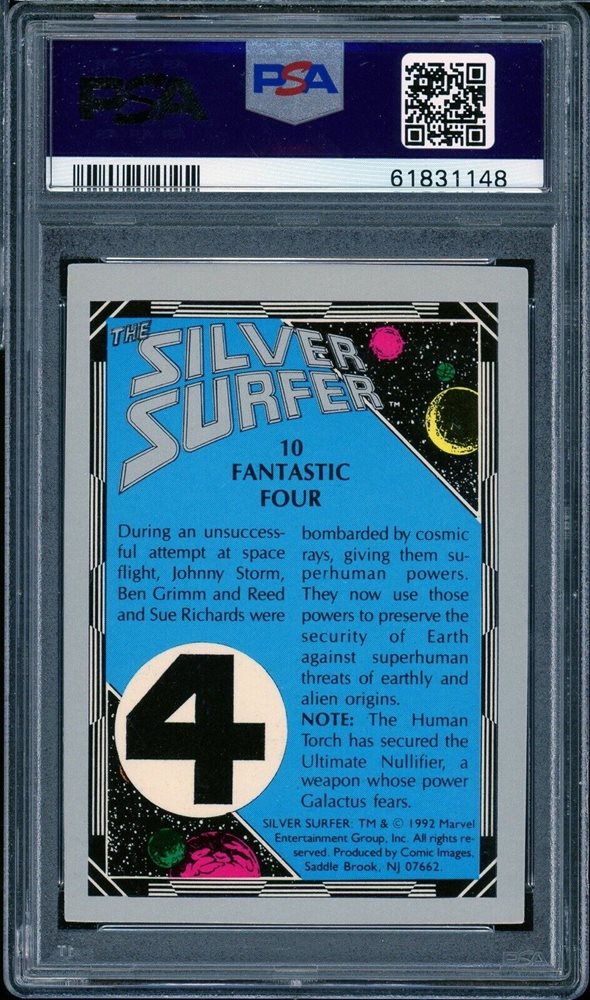 PSA
PSA
61831148
THE
SILVER
SURFER™
10
FANTASTIC
FOUR
During an unsuccess-
ful attempt at space
flight, Johnny Storm,
Ben Grimm and Reed
and Sue Richards were
bombarded by cosmic
rays, giving them su-
perhuman powers.
They now use those
powers to preserve the
security of Earth
against superhuman
threats of earthly and
alien origins.
NOTE: The Human
Torch has secured the
Ultimate Nullifier, a
weapon whose power
Galactus fears.
4
SILVER SURFER: TM & © 1992 Marvel
Entertainment Group, Inc. All rights re-
served. Produced by Comic Images,
Saddle Brook, NJ 07662.
PSA